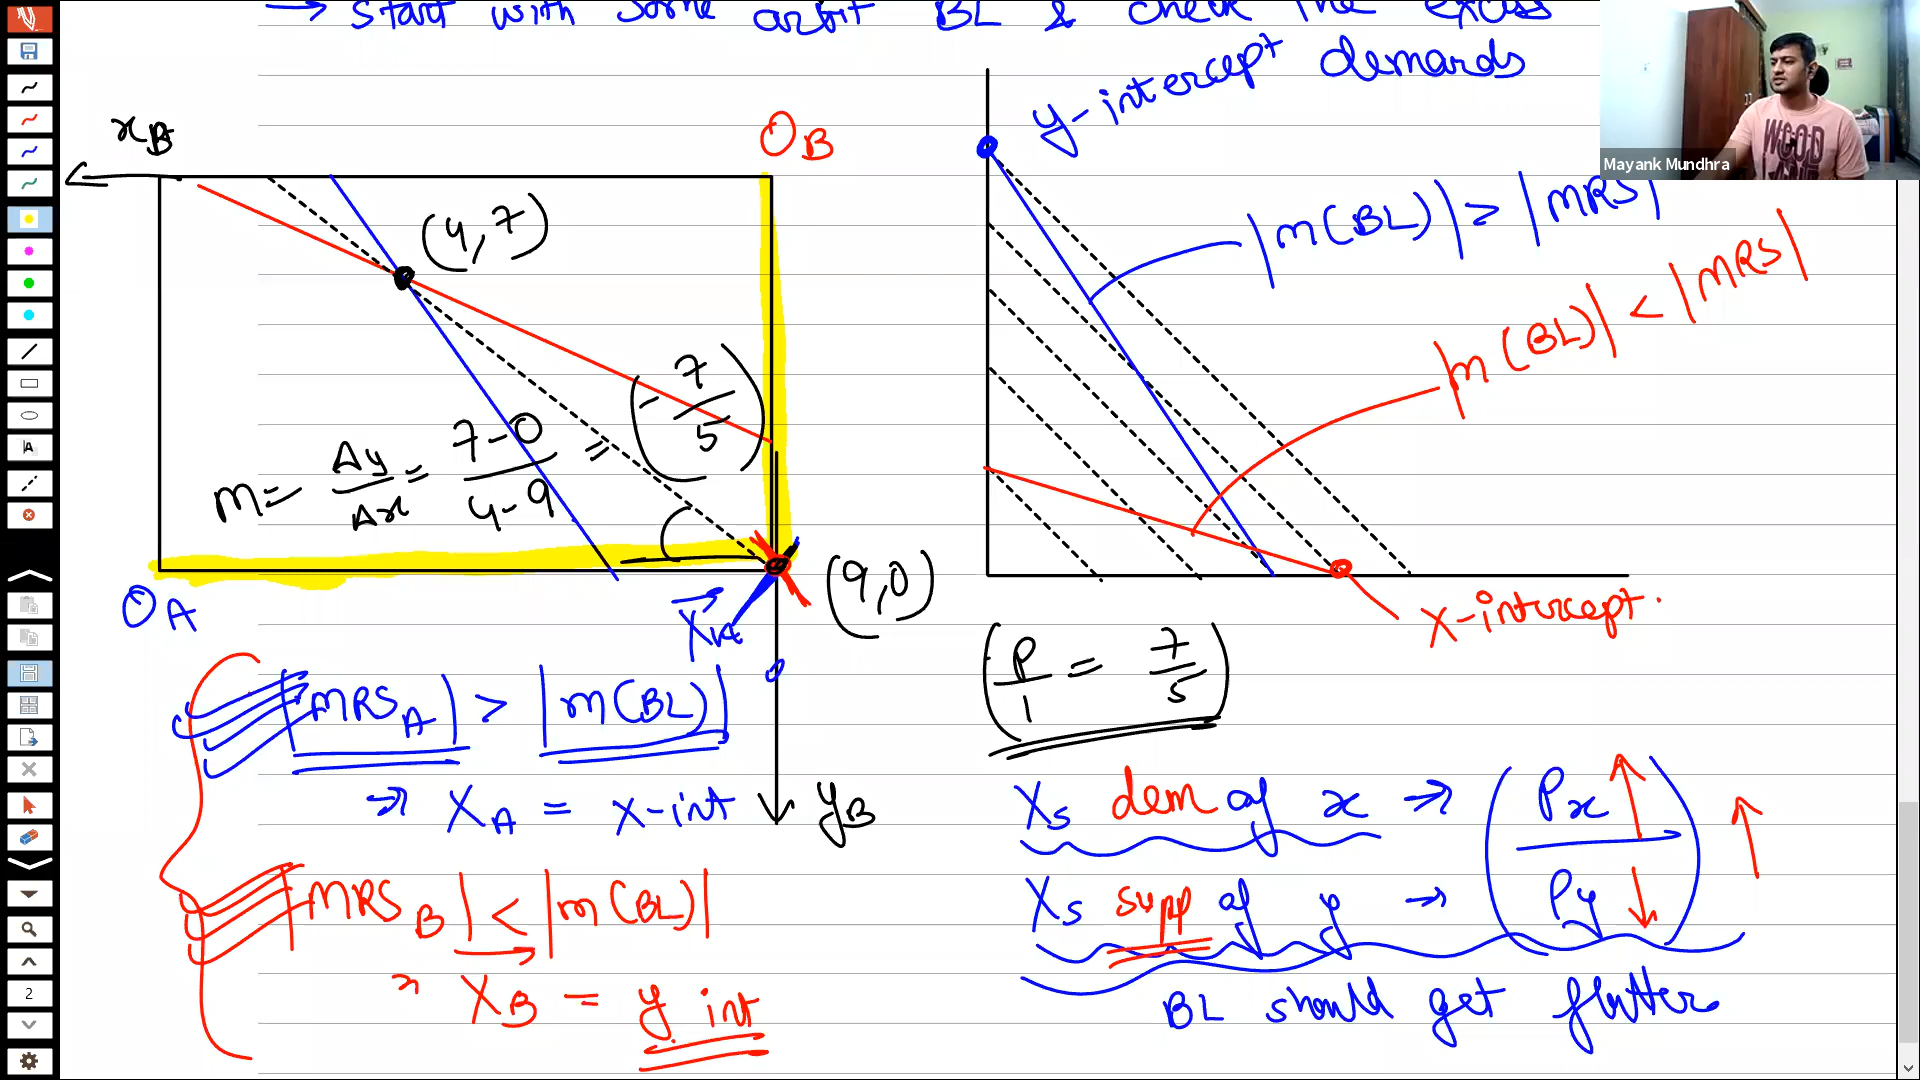 → start with some arbit BL & check the excess
y-intercept demands
Mayank Mundhra
x_B
O_B
(4,7)
|m(BL)| > |MRS|
|m(BL)| < |MRS|
m = Δy/Δx = 7-0/4-9 = (-7/5)
(9,0)
O_A
X_A
x-intercept.
(P/1 = 7/5)
|MRS_A| > |m(BL)|
→ X_A = x-int
y_B
Xs dem of x → (Px ↑
Xs supp of y → Py ↓) ↑
|MRS_B| < |m(BL)|
X_B = y int
BL should get flatter
A
2